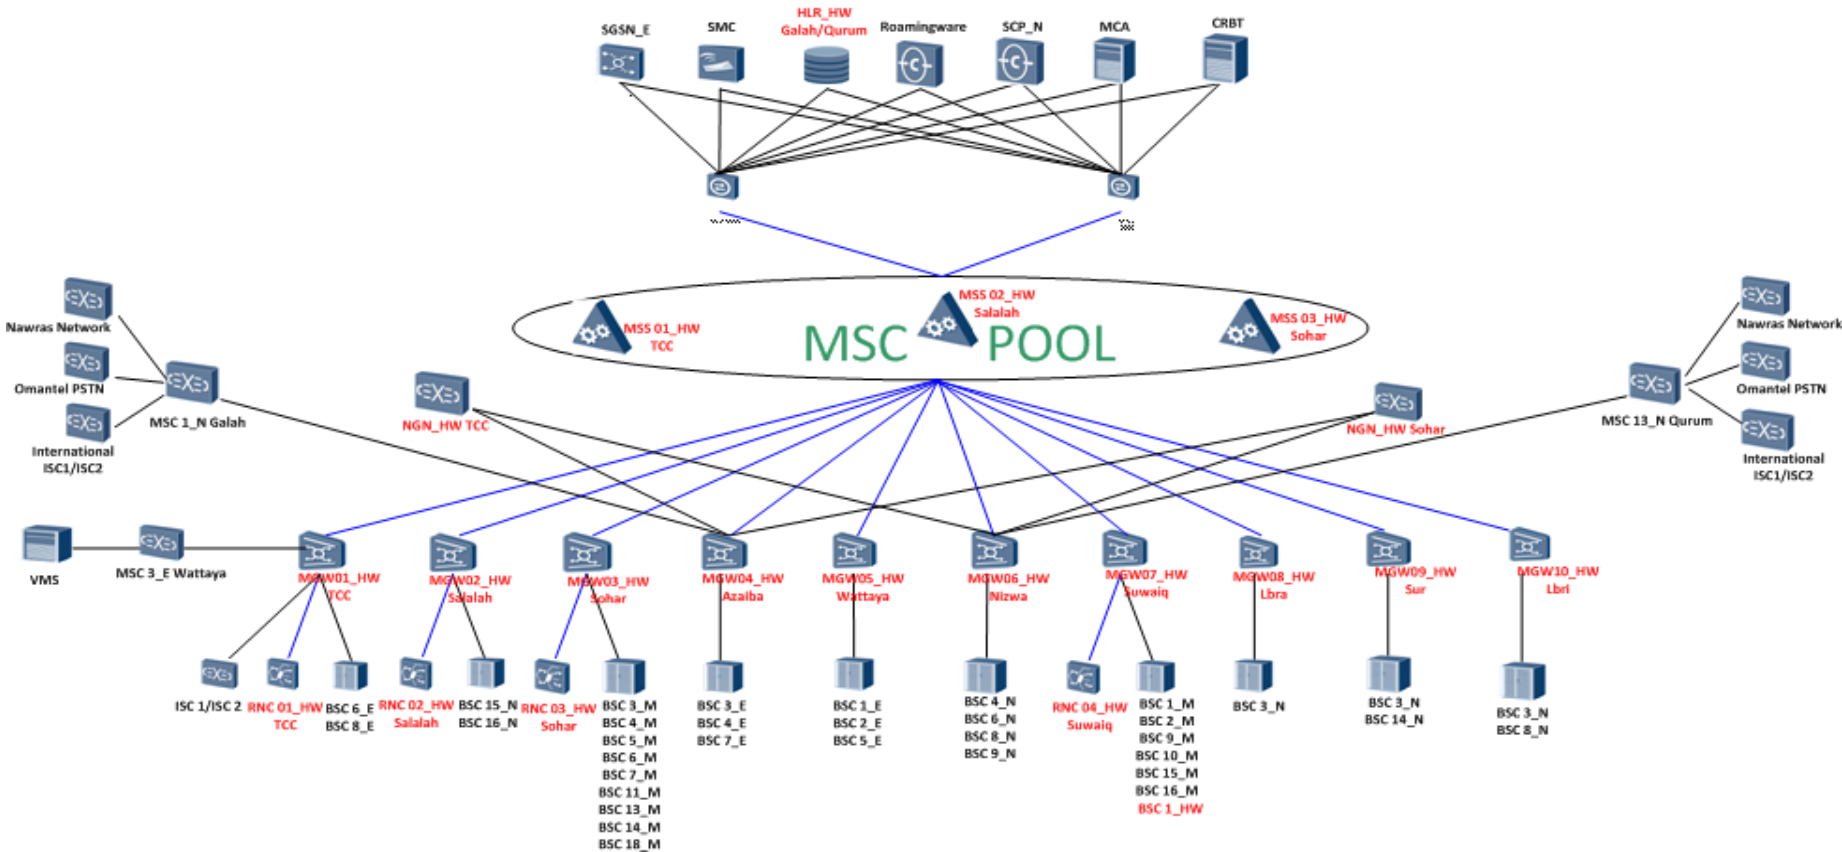 SGSN_E
SMC
HLR_HW
Galah/Qurum
Roamingware
SCP_N
MCA
CRBT
MSS 01_HW
TCC
MSS 02_HW
Salalah
MSS 03_HW
Sohar
MSC POOL
Nawras Network
Omantel PSTN
International
ISC1/ISC2
MSC 1_N Galah
NGN_HW TCC
NGN_HW Sohar
MSC 13_N Qurum
Nawras Network
Omantel PSTN
International
ISC1/ISC2
VMS
MSC 3_E Wattaya
MGW01_HW
TCC
MGW02_HW
Salalah
MGW03_HW
Sohar
MGW04_HW
Azaiba
MGW05_HW
Wattaya
MGW06_HW
Nizwa
MGW07_HW
Suwaiq
MGW08_HW
Lbra
MGW09_HW
Sur
MGW10_HW
Lbri
ISC 1/ISC 2
RNC 01_HW
TCC
BSC 6_E
BSC 8_E
RNC 02_HW
Salalah
BSC 15_N
BSC 16_N
RNC 03_HW
Sohar
BSC 3_M
BSC 4_M
BSC 5_M
BSC 6_M
BSC 7_M
BSC 11_M
BSC 13_M
BSC 14_M
BSC 18_M
BSC 3_E
BSC 4_E
BSC 7_E
BSC 1_E
BSC 2_E
BSC 5_E
BSC 4_N
BSC 6_N
BSC 8_N
BSC 9_N
RNC 04_HW
Suwaiq
BSC 1_M
BSC 2_M
BSC 9_M
BSC 10_M
BSC 15_M
BSC 16_M
BSC 1_HW
BSC 3_N
BSC 3_N
BSC 14_N
BSC 3_N
BSC 8_N